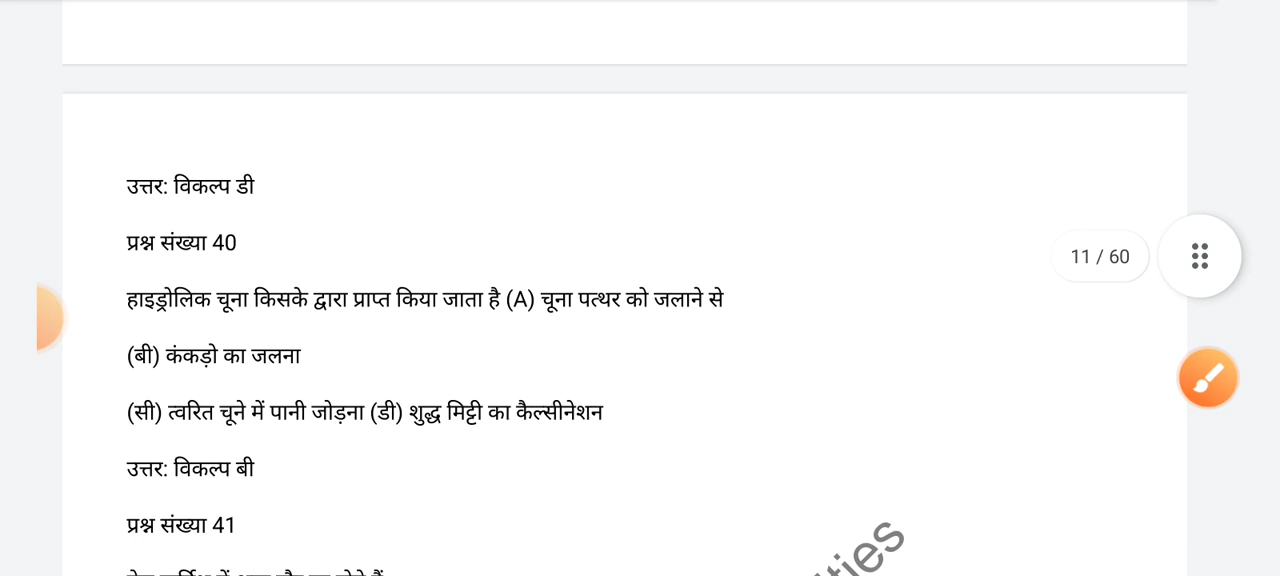 उत्तर: विकल्प डी
प्रश्न संख्या 40
11 / 60
हाइड्रोलिक चूना किसके द्वारा प्राप्त किया जाता है (A) चूना पत्थर को जलाने से
(बी) कंकड़ो का जलना
(सी) त्वरित चूने में पानी जोड़ना (डी) शुद्ध मिट्टी का कैल्सीनेशन
उत्तर: विकल्प बी
प्रश्न संख्या 41
ties